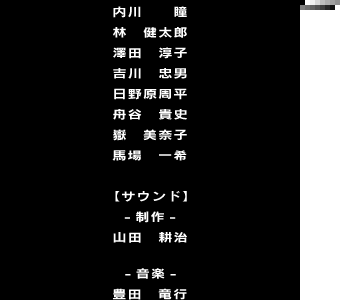 内川　　瞳
林　健太郎
澤田　淳子
吉川　忠男
日野原周平
舟谷　貴史
嶽　美奈子
馬場　一希
【サウンド】
－制作－
山田　耕治
－音楽－
豊田　竜行